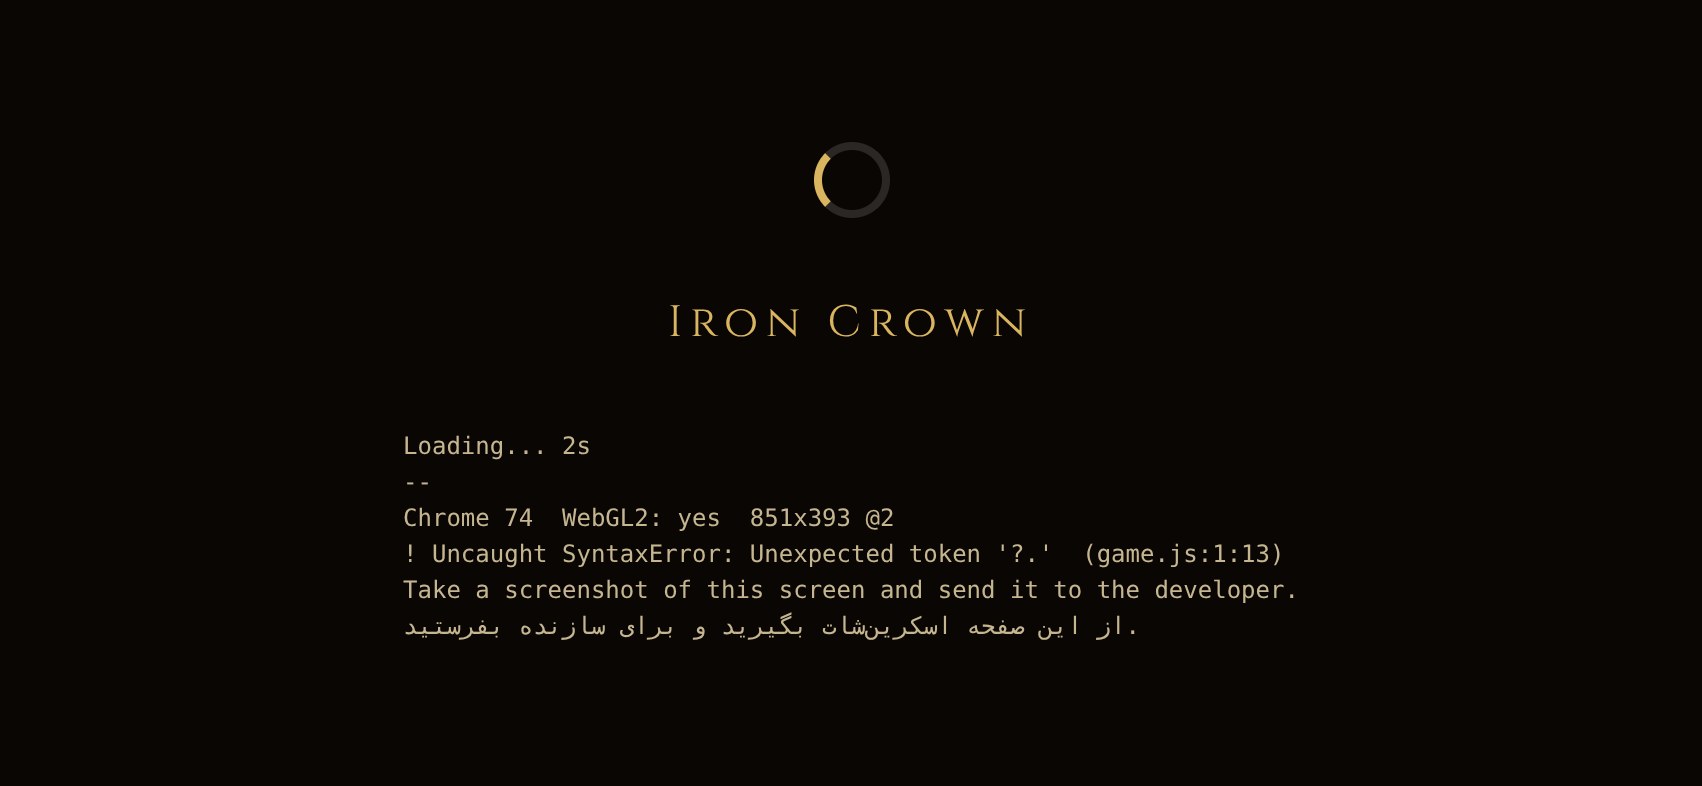 Iron Crown
Loading... 2s
--
Chrome 74  WebGL2: yes  851x393 @2
! Uncaught SyntaxError: Unexpected token '?.'  (game.js:1:13)
Take a screenshot of this screen and send it to the developer.
از این صفحه اسکرین‌شات بگیرید و برای سازنده بفرستید.